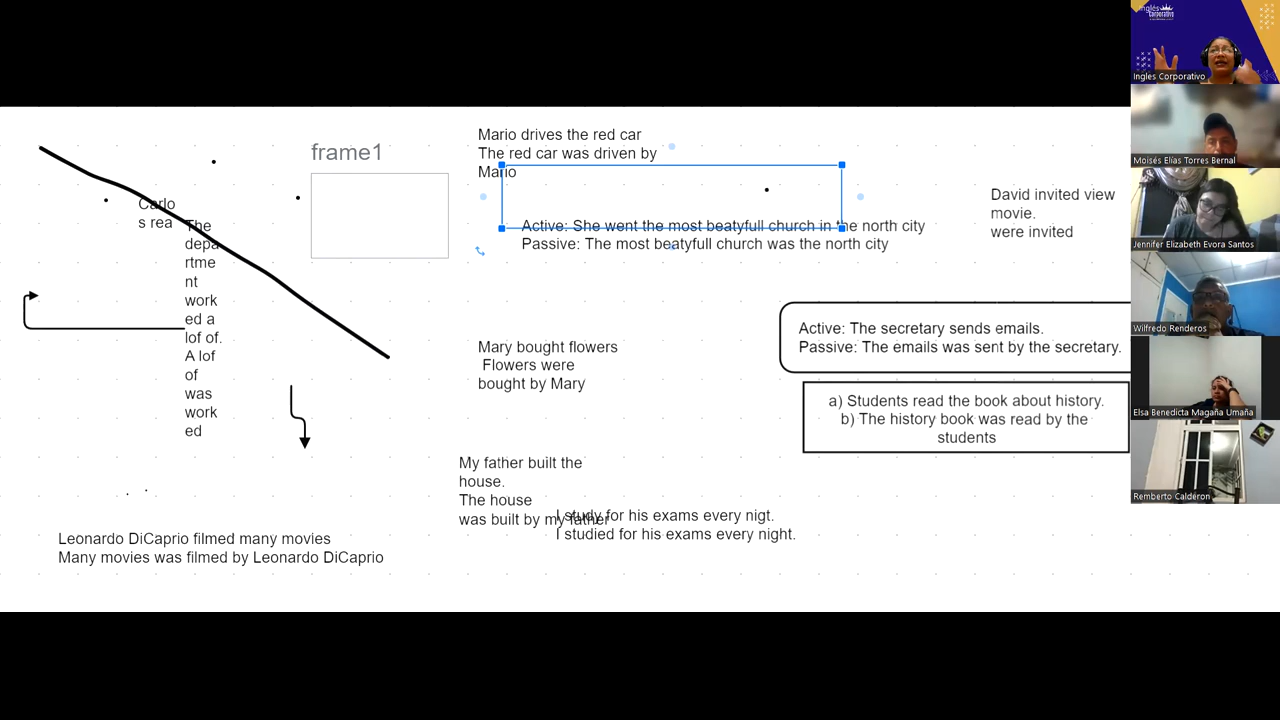 Mario drives the red car
The red car was driven by
Mario
frame1
Carlo
s rea
The
depa
rtme
nt
work
ed a
lof of.
A lof
of
was
work
ed
Active: She went the most beatyfull church in the north city
Passive: The most beatyfull church was the north city
David invited view
movie.
were invited
Mary bought flowers
Flowers were
bought by Mary
Active: The secretary sends emails.
Passive: The emails was sent by the secretary.
a) Students read the book about history.
b) The history book was read by the
students
My father built the
house.
The house
was built by my father
I study for his exams every nigt.
I studied for his exams every night.
Leonardo DiCaprio filmed many movies
Many movies was filmed by Leonardo DiCaprio
Inglés
Corporativo
Ingles Corporativo
Moisés Elías Torres Bernal
Jennifer Elizabeth Evora Santos
Wilfredo Renderos
Elsa Benedicta Magaña Umaña
Remberto Calderon